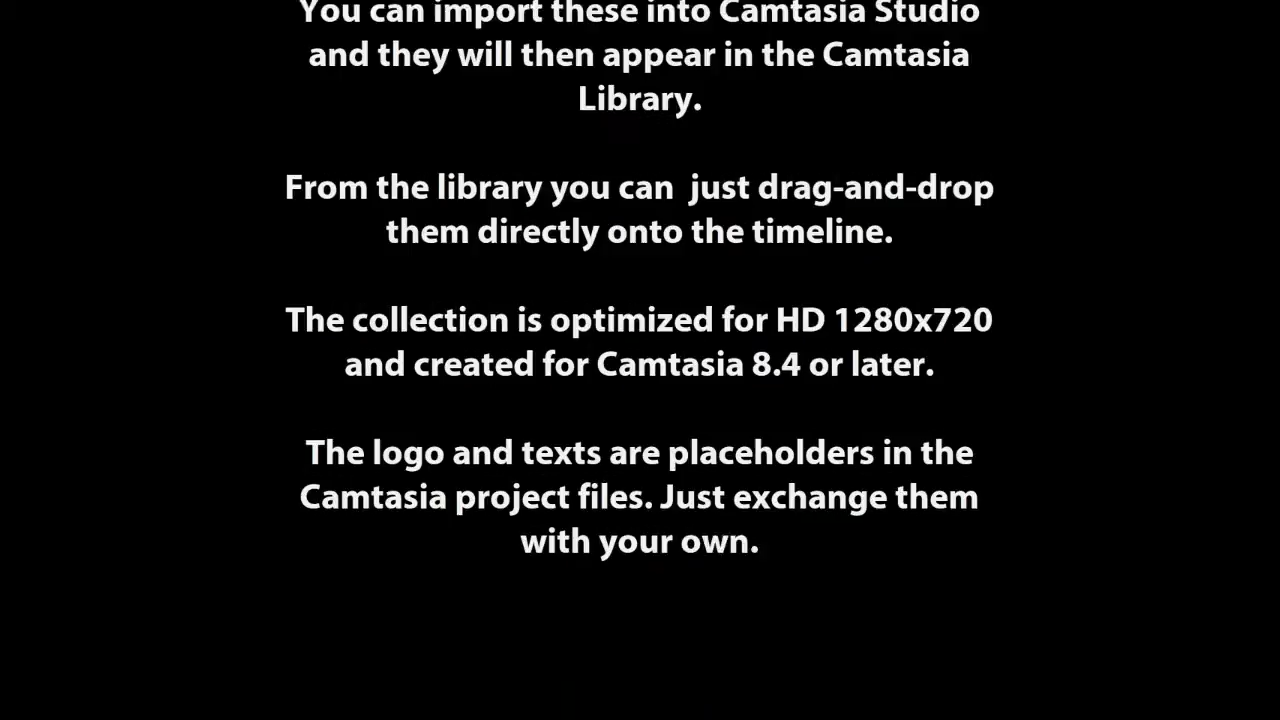 You can import these into Camtasia Studio
and they will then appear in the Camtasia
Library.
From the library you can  just drag-and-drop
them directly onto the timeline.
The collection is optimized for HD 1280x720
and created for Camtasia 8.4 or later.
The logo and texts are placeholders in the
Camtasia project files. Just exchange them
with your own.